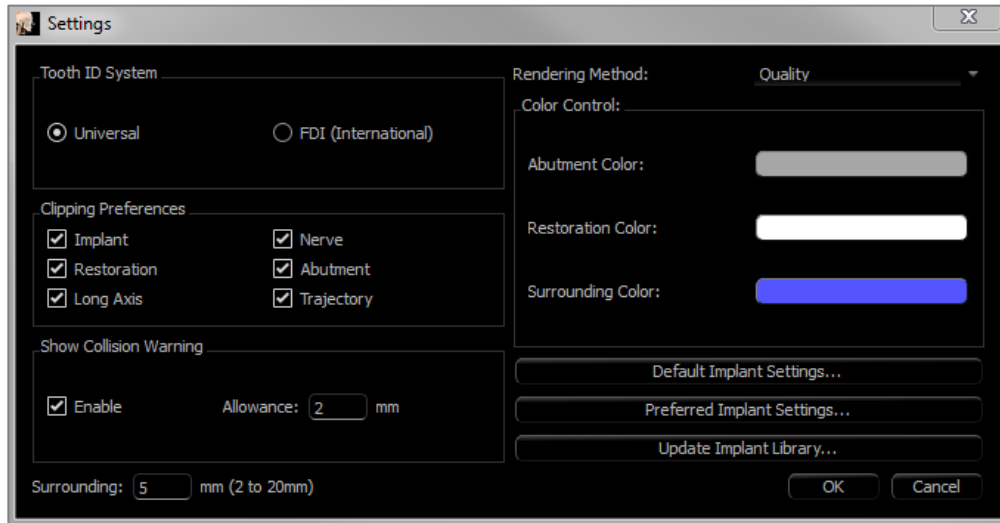 Settings
Tooth ID System
Universal
FDI (International)
Clipping Preferences
Implant
Nerve
Restoration
Abutment
Long Axis
Trajectory
Show Collision Warning
Enable
Allowance: 2 mm
Surrounding: 5 mm (2 to 20mm)
Rendering Method: Quality
Color Control:
Abutment Color:
Restoration Color:
Surrounding Color:
Default Implant Settings...
Preferred Implant Settings...
Update Implant Library...
OK
Cancel